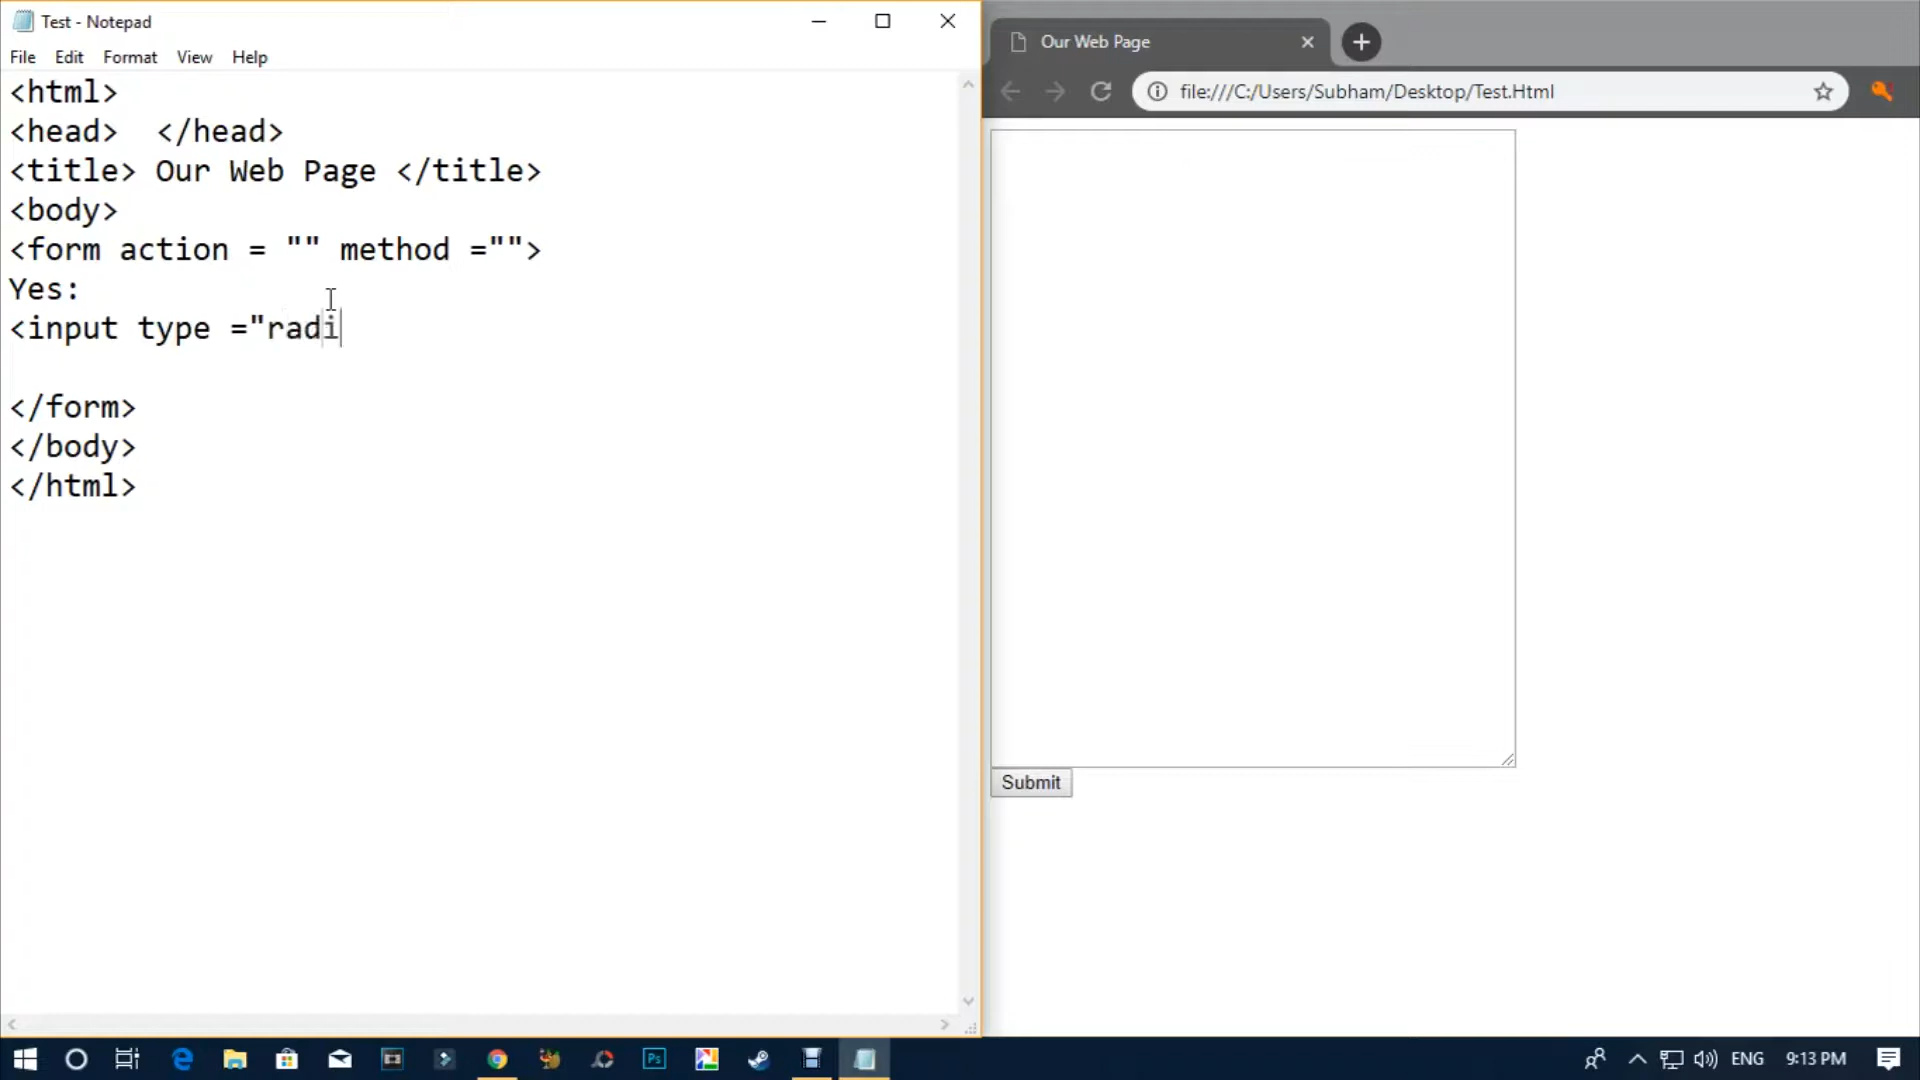 Test - Notepad
File Edit Format View Help
<html>
<head>  </head>
<title> Our Web Page </title>
<body>
<form action = "" method ="">
Yes:
<input type ="radi
</form>
</body>
</html>
Our Web Page
file:///C:/Users/Subham/Desktop/Test.Html
Submit
Ps
ENG
9:13 PM